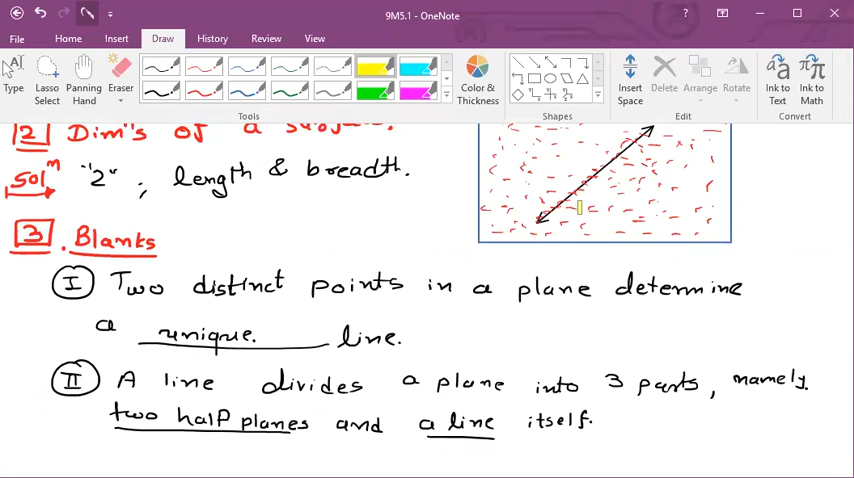 9M5.1 - OneNote
File Home Insert Draw History Review View
Type
Lasso Select
Panning Hand
Eraser
Color & Thickness
Insert Space
Delete
Arrange
Rotate
Ink to Text
Ink to Math
Tools
Shapes
Edit
Convert
2 Dim's of a
Solm "2" , length & breadth.
3 . Blanks
I Two distinct points in a plane determine
a unique. line.
II A line divides a plane into 3 parts, namely.
two half planes and a line itself.